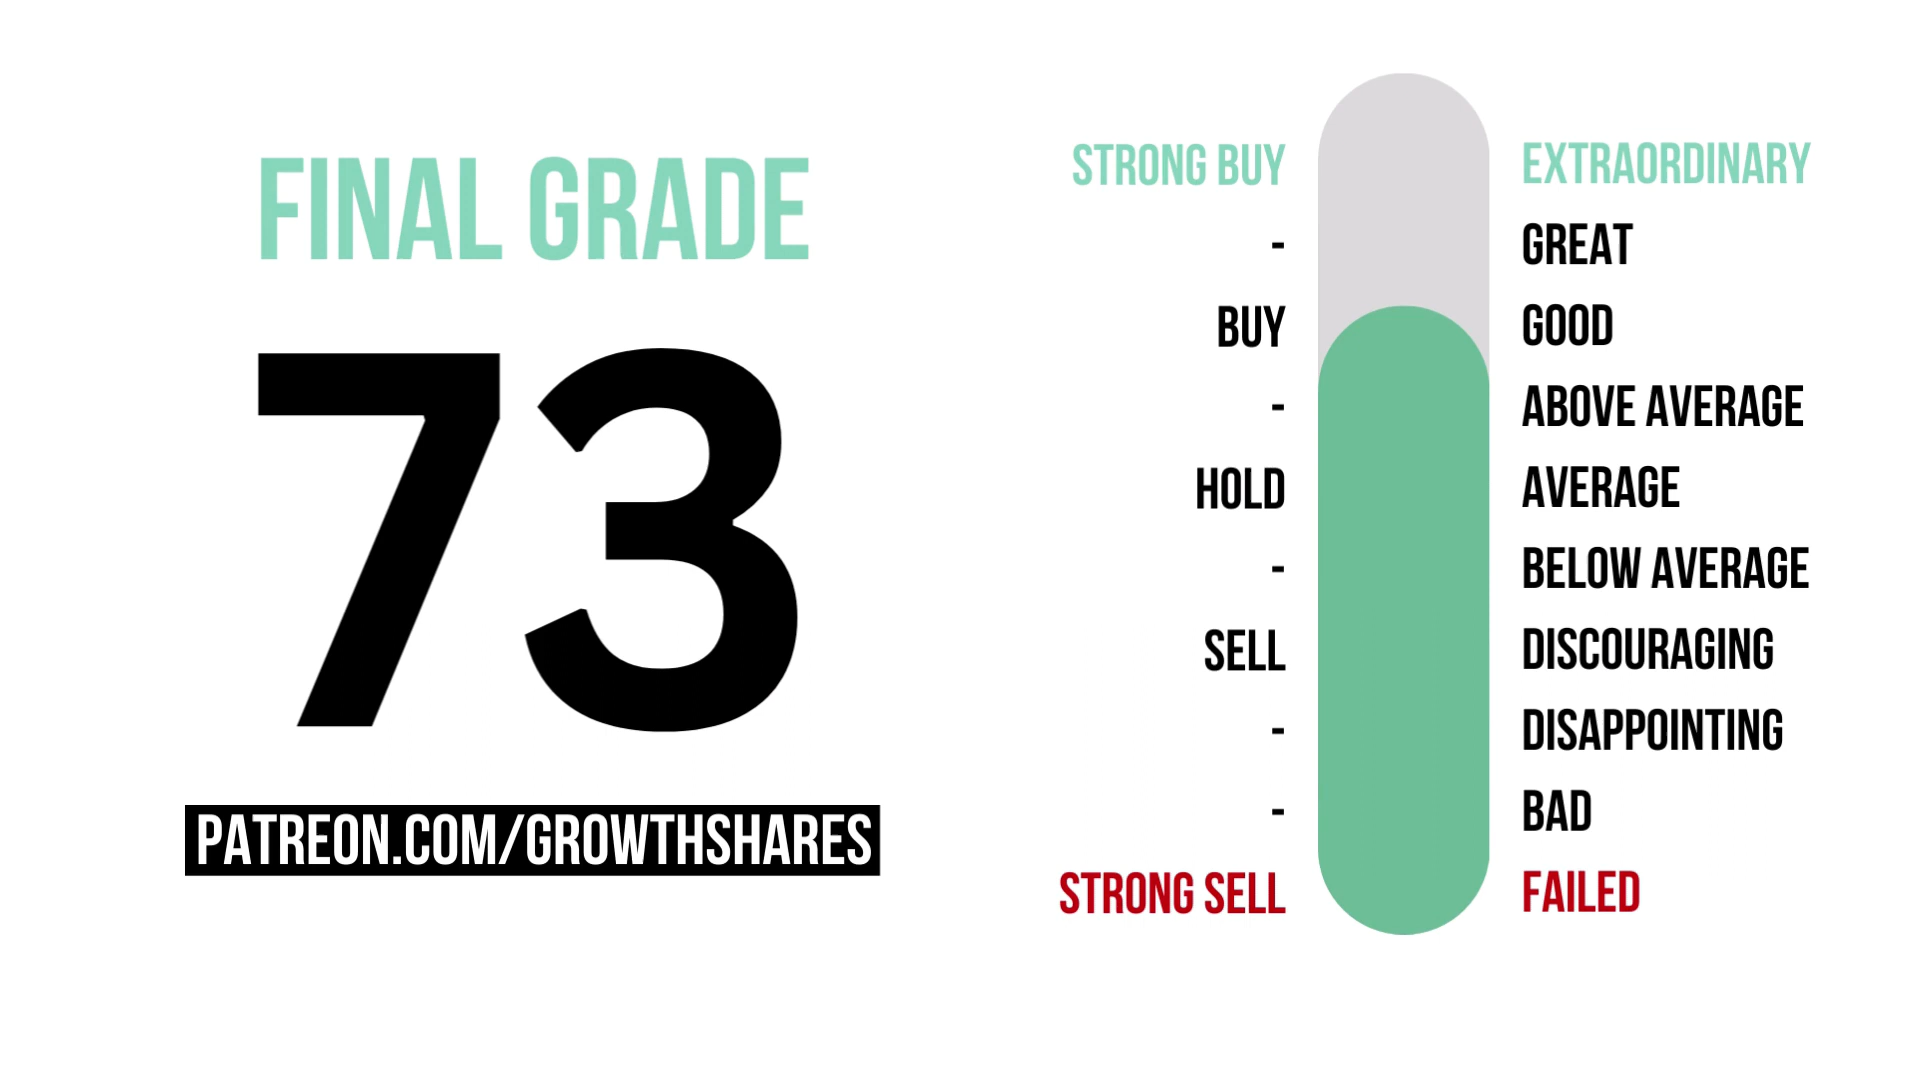 FINAL GRADE
73
PATREON.COM/GROWTHSHARES
STRONG BUY EXTRAORDINARY
- GREAT
BUY GOOD
- ABOVE AVERAGE
HOLD AVERAGE
- BELOW AVERAGE
SELL DISCOURAGING
- DISAPPOINTING
- BAD
STRONG SELL FAILED